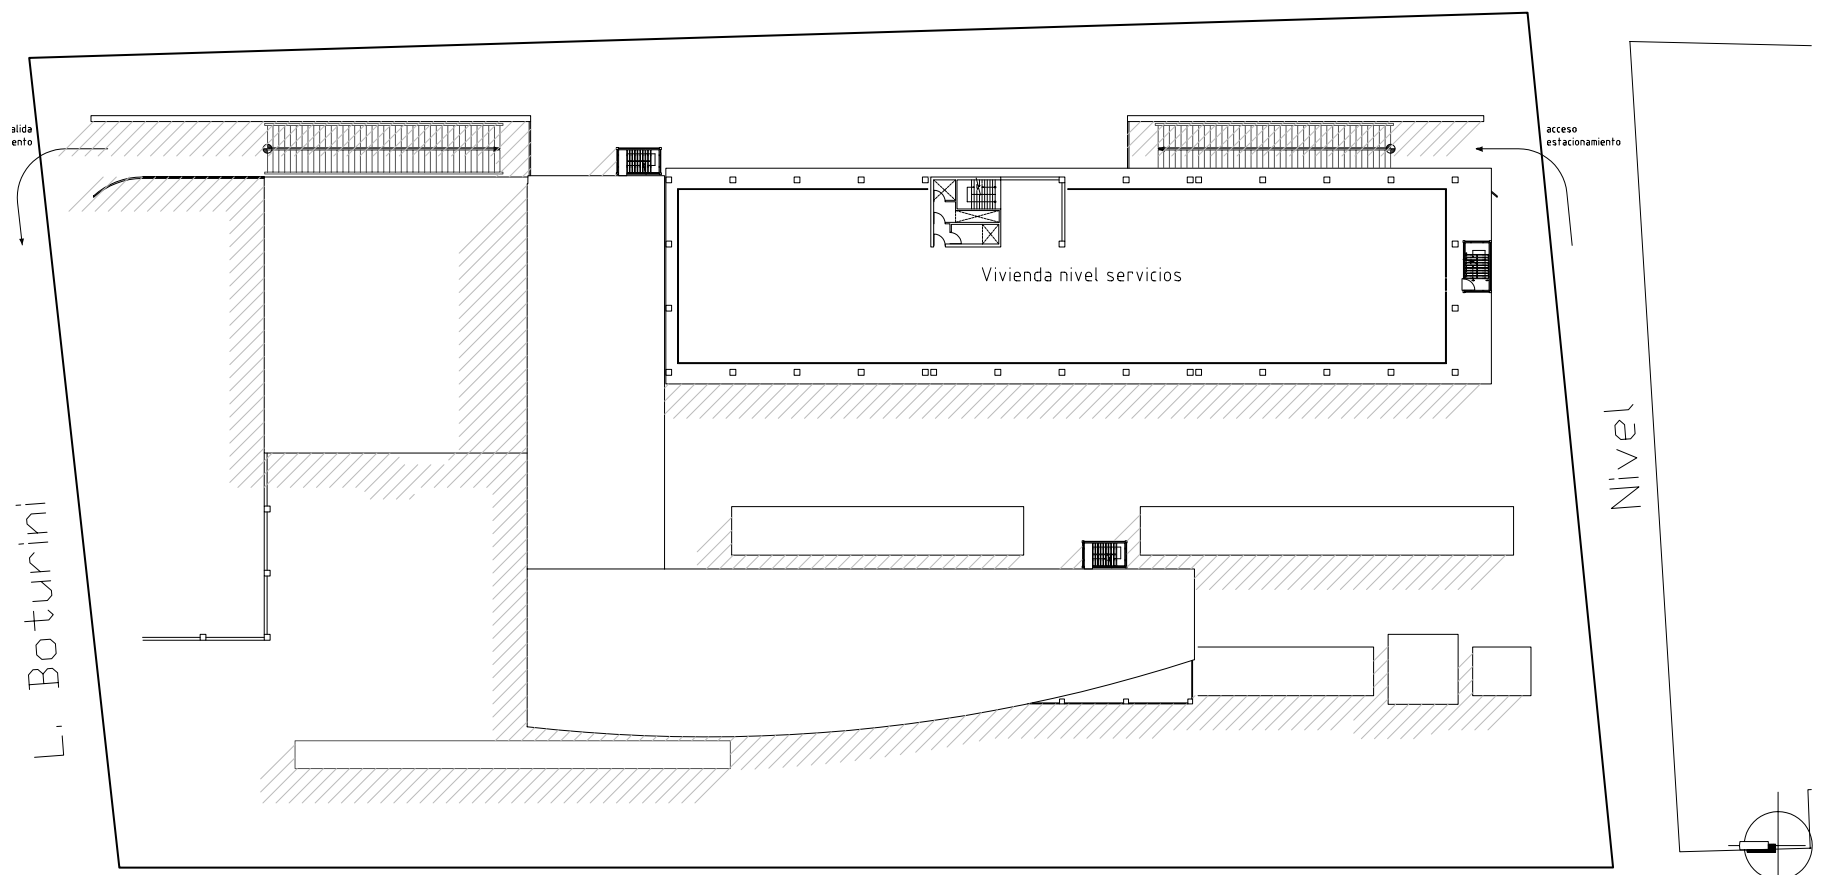 alida
ento
acceso
estacionamiento
Vivienda nivel servicios
L. Boturini
Nivel